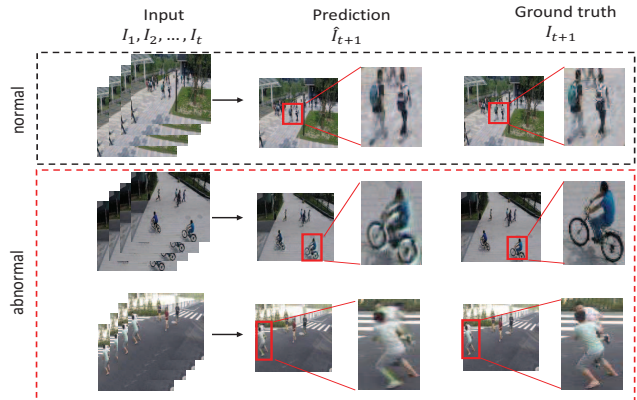 Input
Prediction
Ground truth
I₁, I₂, ..., Iₜ
Îₜ₊₁
Iₜ₊₁
normal
abnormal